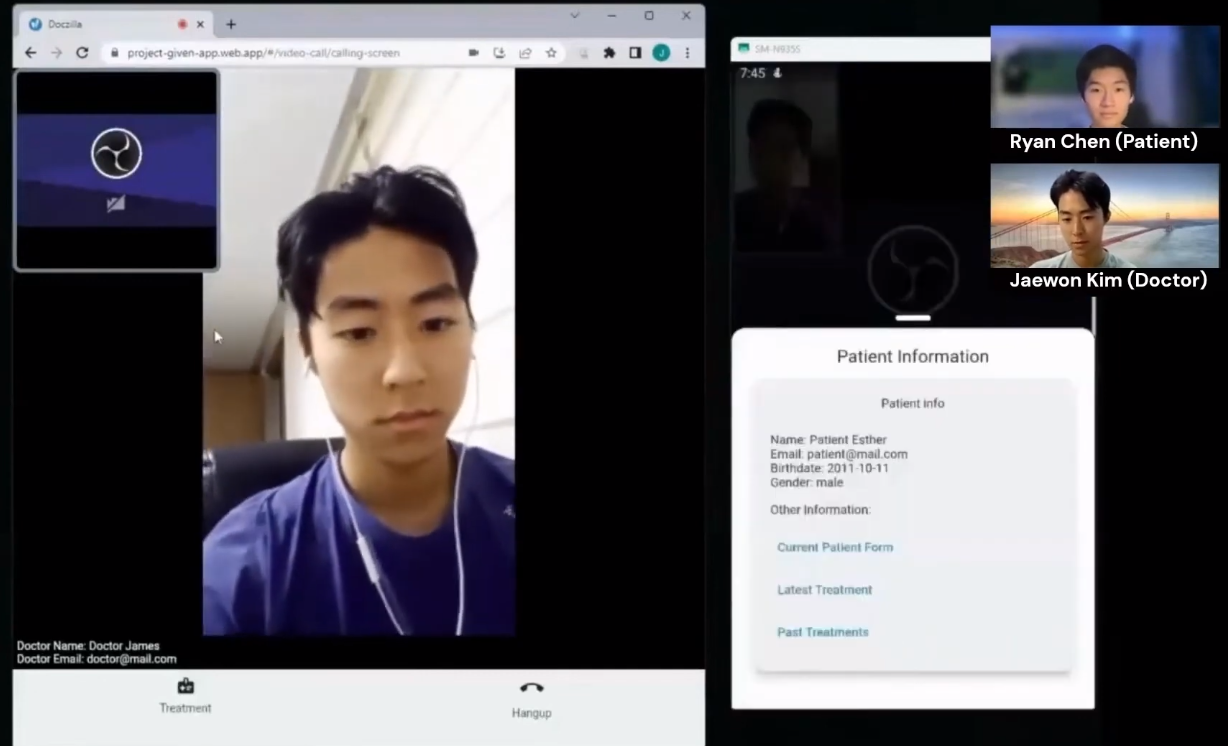 Doczilla
project-given-app.web.app/#/video-call/calling-screen
J
Doctor Name: Doctor James
Doctor Email: doctor@mail.com
Treatment
Hangup
SM-N935S
7:45
Patient Information
Patient info
Name: Patient Esther
Email: patient@mail.com
Birthdate: 2011-10-11
Gender: male
Other Information:
Current Patient Form
Latest Treatment
Past Treatments
Ryan Chen (Patient)
Jaewon Kim (Doctor)